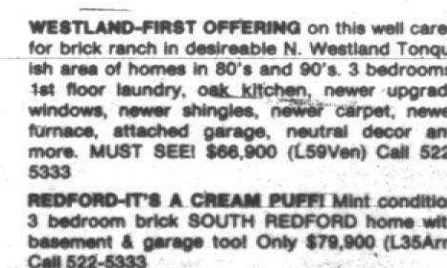 WESTLAND-FIRST OFFERING on this well care
for brick ranch in desireable N. Westland Tonqu
ish area of homes in 80's and 90's. 3 bedrooms
1st floor laundry, oak kitchen, newer upgrad
windows, newer shingles, newer carpet, new
furnace, attached garage, neutral decor an
more. MUST SEE! $66,900 (L59Ven) Call 522
5333
REDFORD-IT'S A CREAM PUFF! Mint conditio
3 bedroom brick SOUTH REDFORD home wit
basement & garage too! Only $79,900 (L35Arn
Call 522-5333